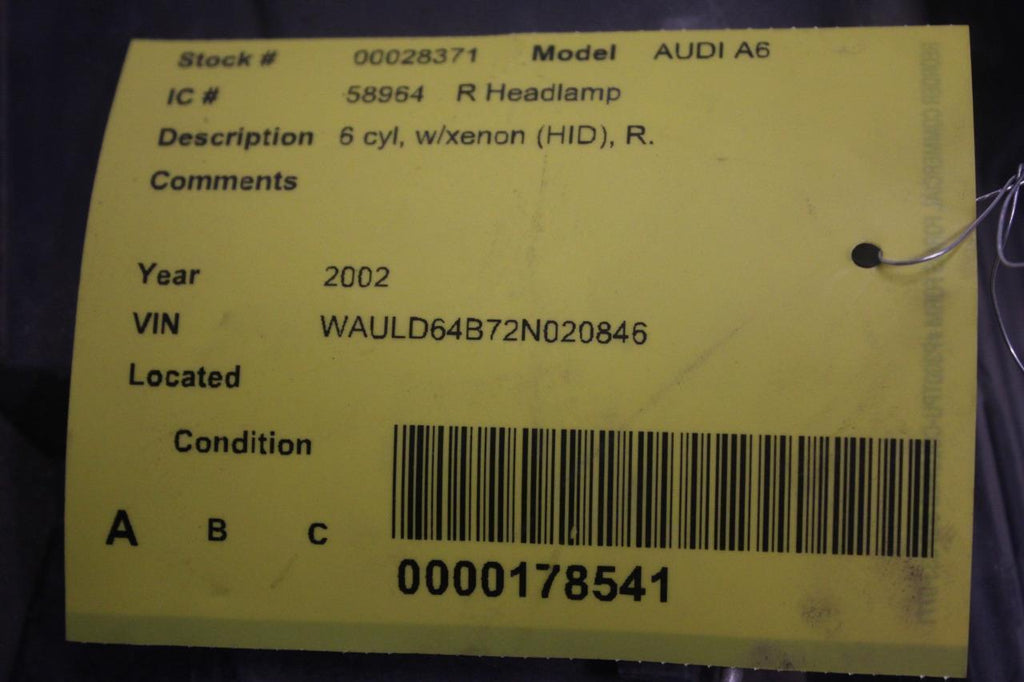 Stock # 00028371 Model AUDI A6
IC # 58964 R Headlamp
Description 6 cyl, w/xenon (HID), R.
Comments
Year 2002
VIN WAULD64B72N020846
Located
Condition
A B C
0000178541